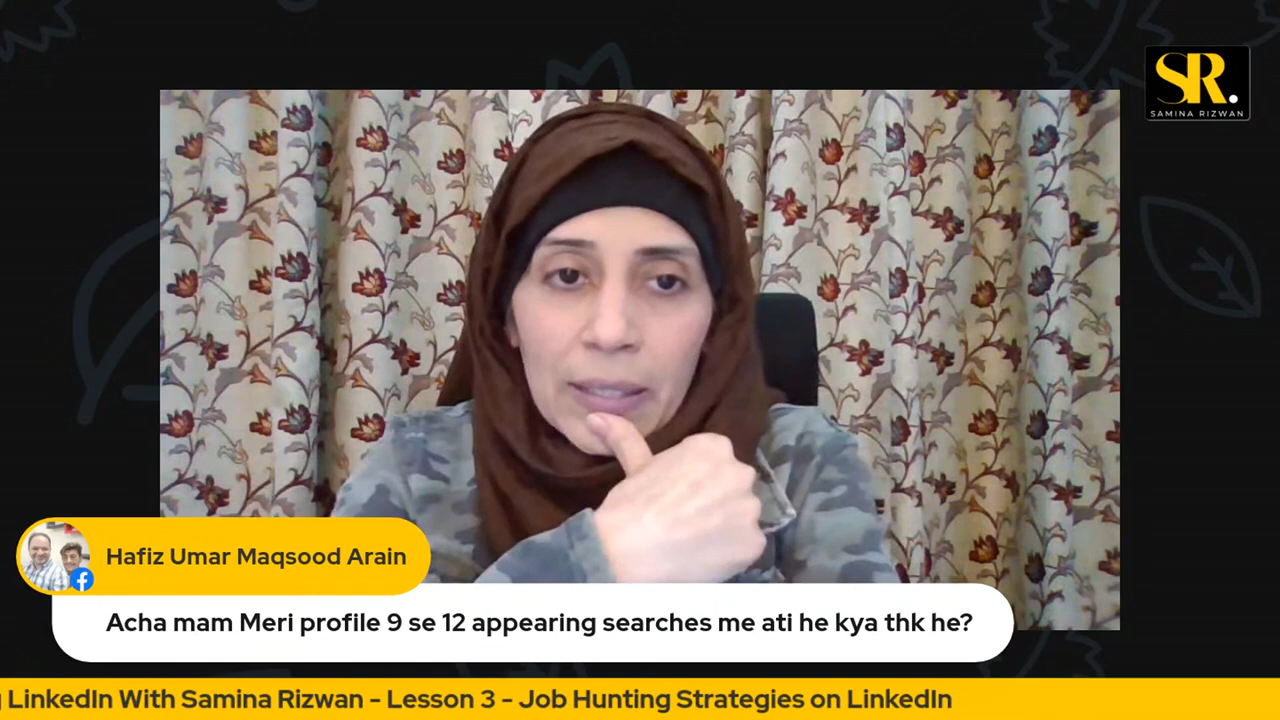 SR.
SAMINA RIZWAN
Hafiz Umar Maqsood Arain
Acha mam Meri profile 9 se 12 appearing searches me ati he kya thk he?
LinkedIn With Samina Rizwan - Lesson 3 - Job Hunting Strategies on LinkedIn